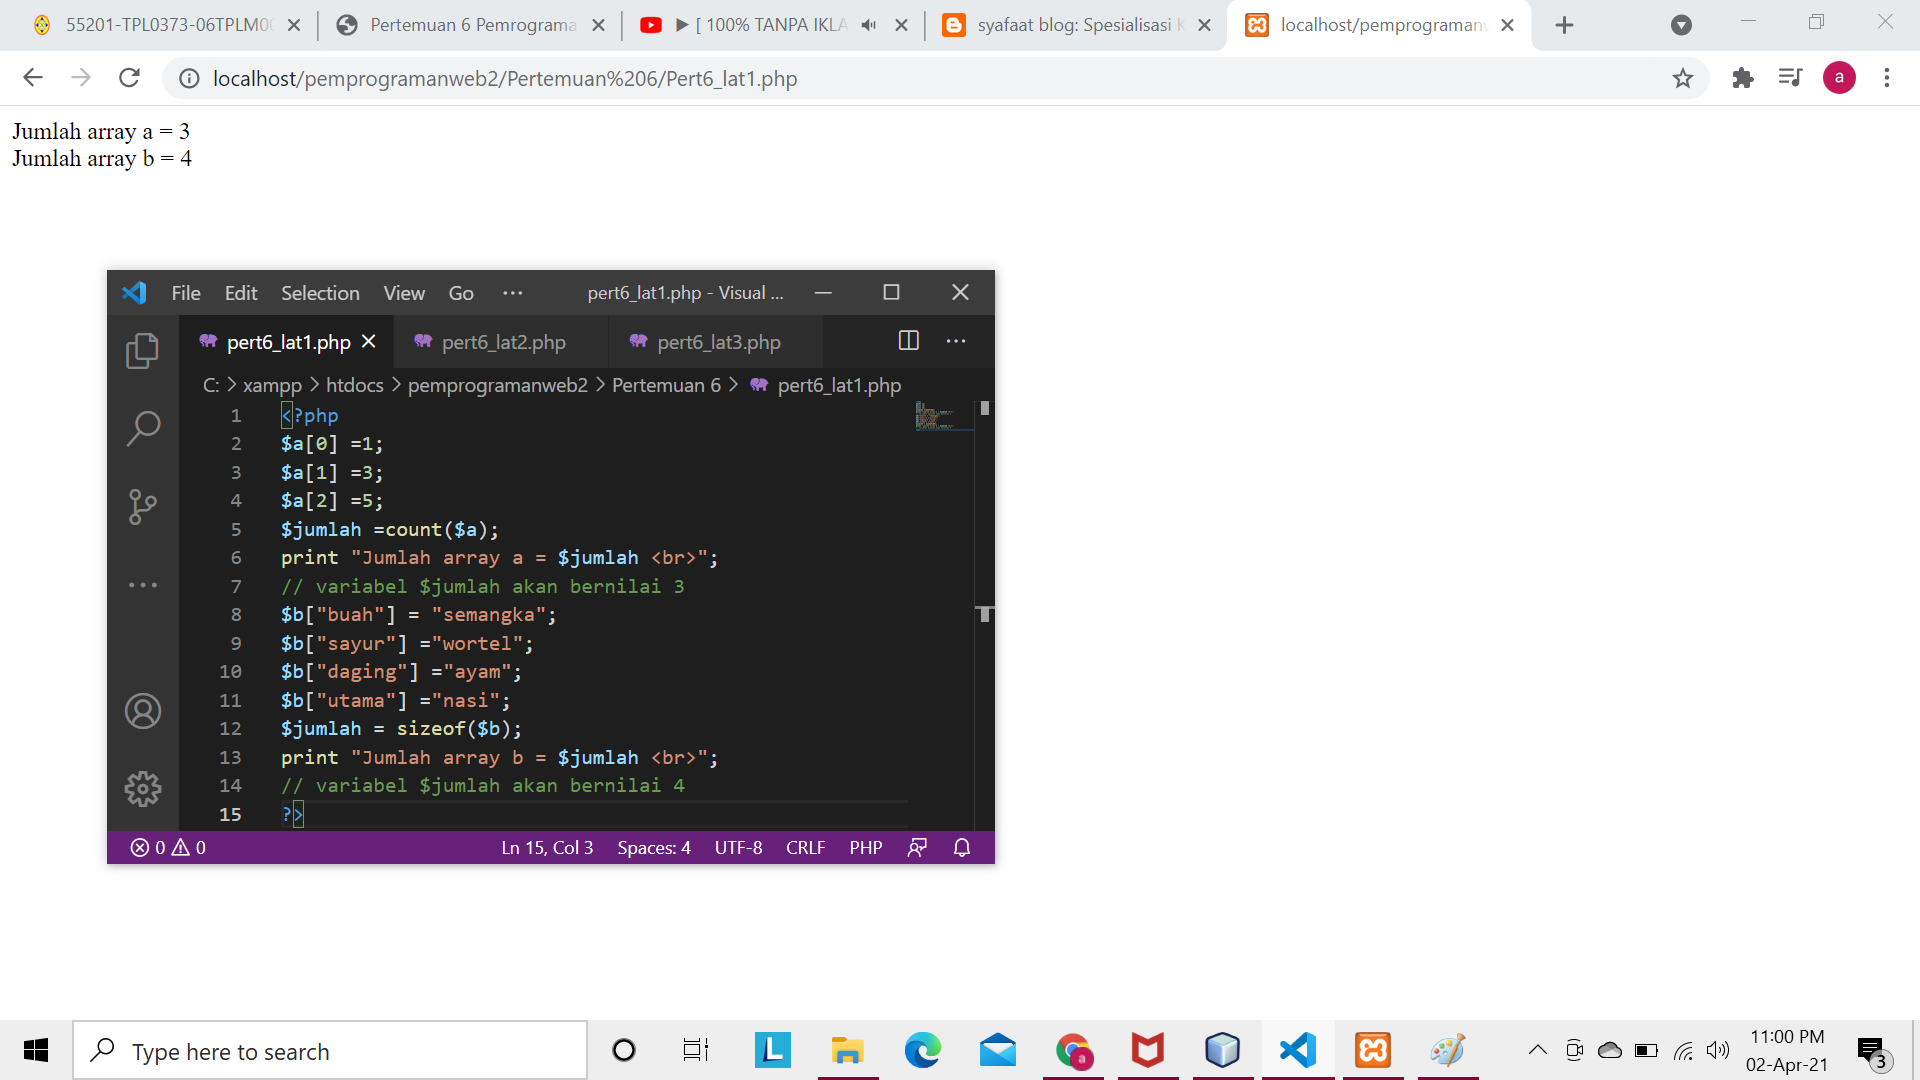 55201-TPL0373-06TPLM00
Pertemuan 6 Pemrograma
[ 100% TANPA IKLA
syafaat blog: Spesialisasi K
localhost/pemprogramanw
localhost/pemprogramanweb2/Pertemuan%206/Pert6_lat1.php
a
Jumlah array a = 3
Jumlah array b = 4
File Edit Selection View Go ··· pert6_lat1.php - Visual ...
pert6_lat1.php pert6_lat2.php pert6_lat3.php
C: > xampp > htdocs > pemprogramanweb2 > Pertemuan 6 > pert6_lat1.php
1 <?php
2 $a[0] =1;
3 $a[1] =3;
4 $a[2] =5;
5 $jumlah =count($a);
6 print "Jumlah array a = $jumlah <br>";
7 // variabel $jumlah akan bernilai 3
8 $b["buah"] = "semangka";
9 $b["sayur"] ="wortel";
10 $b["daging"] ="ayam";
11 $b["utama"] ="nasi";
12 $jumlah = sizeof($b);
13 print "Jumlah array b = $jumlah <br>";
14 // variabel $jumlah akan bernilai 4
15 ?>
0 0 Ln 15, Col 3 Spaces: 4 UTF-8 CRLF PHP
Type here to search
L
a
11:00 PM
02-Apr-21
3